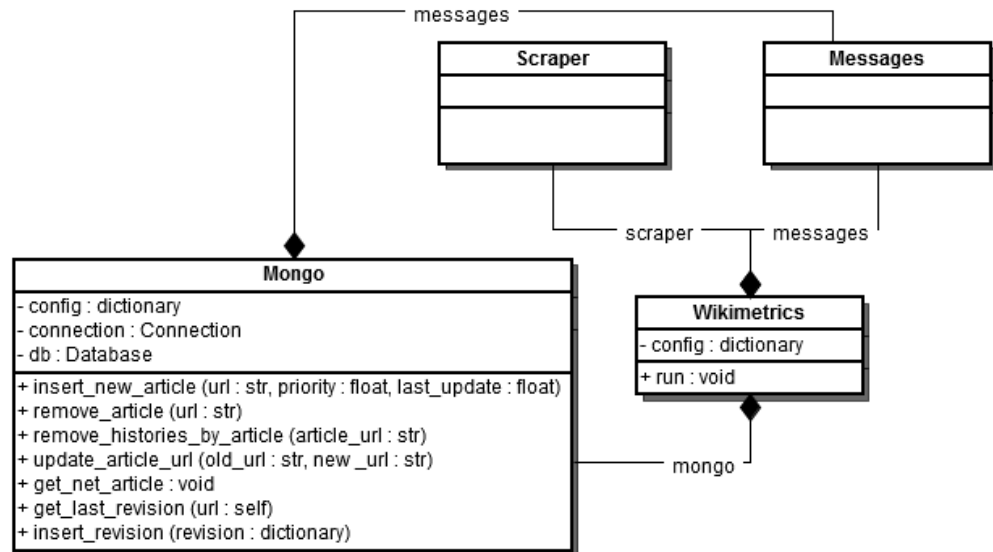 messages
Scraper
Messages
scraper
messages
Mongo
- config : dictionary
- connection : Connection
- db : Database
+ insert_new_article (url : str, priority : float, last_update : float)
+ remove_article (url : str)
+ remove_histories_by_article (article_url : str)
+ update_article_url (old_url : str, new _url : str)
+ get_net_article : void
+ get_last_revision (url : self)
+ insert_revision (revision : dictionary)
Wikimetrics
- config : dictionary
+ run : void
mongo